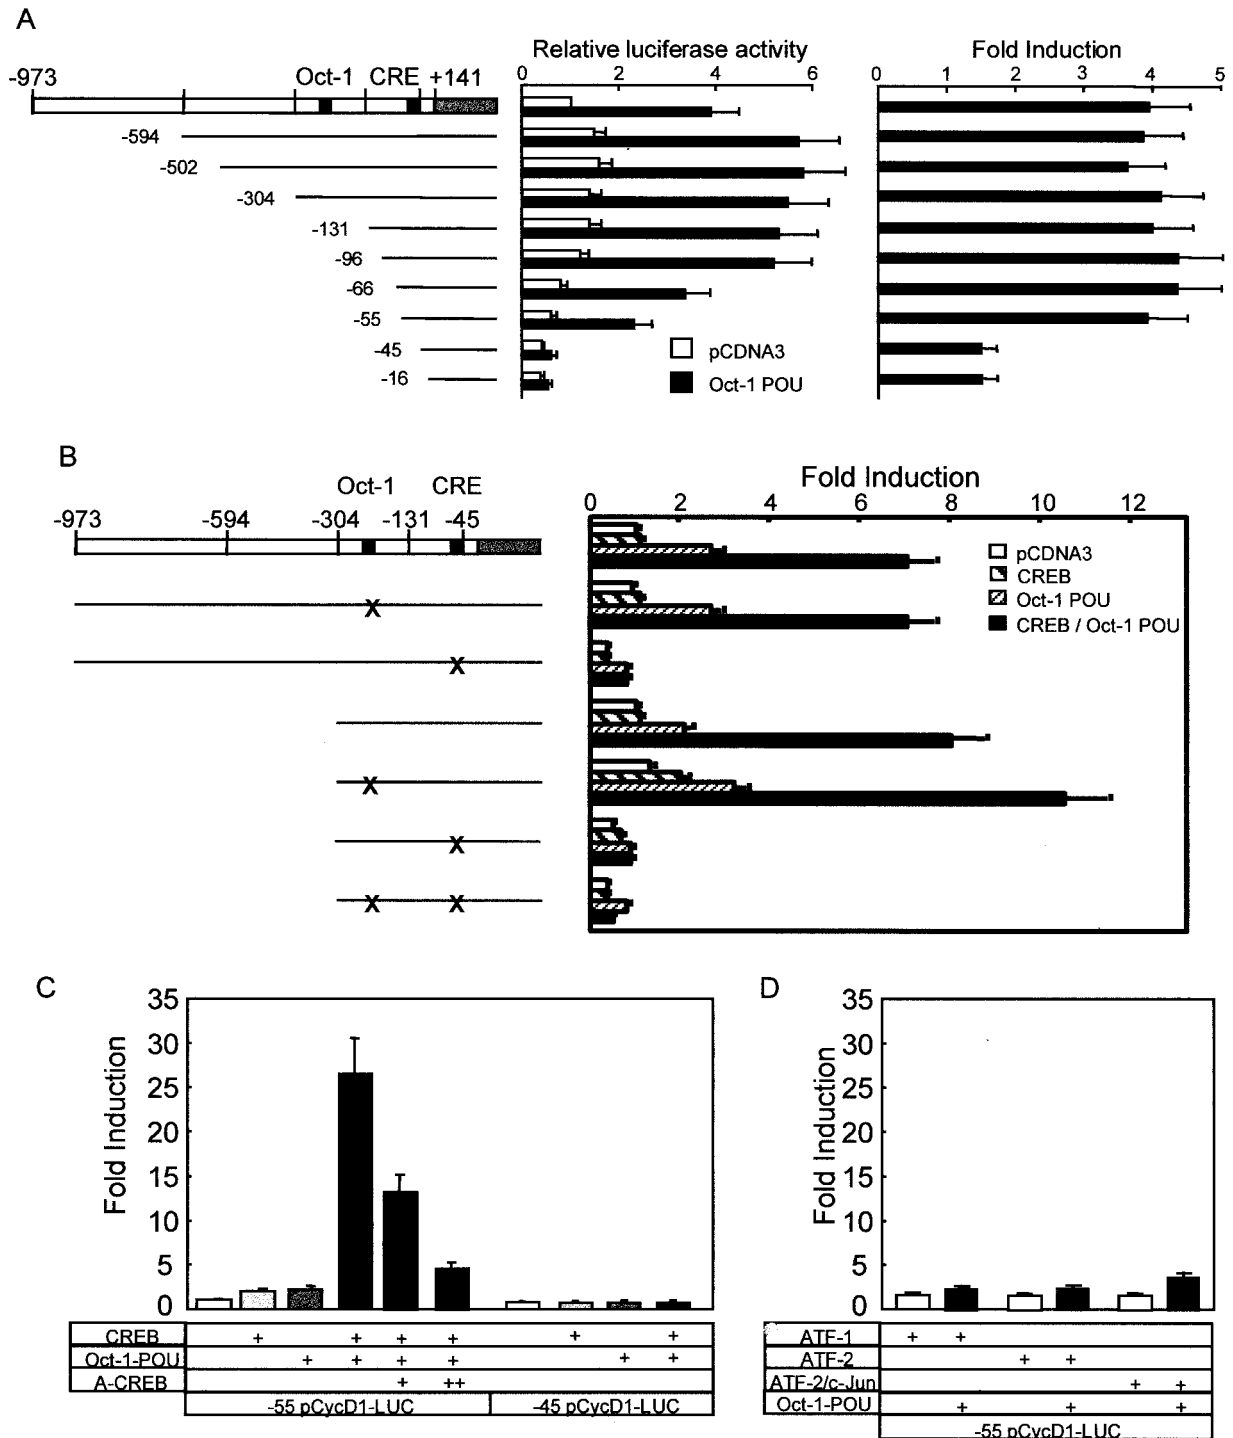 A
Relative luciferase activity
Fold Induction
-973
Oct-1
CRE
+141
0 2 4 6
0 1 2 3 4 5
-594
-502
-304
-131
-96
-66
-55
-45
-16
pCDNA3
Oct-1 POU
B
Fold Induction
Oct-1
CRE
-973
-594
-304
-131
-45
0 2 4 6 8 10 12
pCDNA3
CREB
Oct-1 POU
CREB / Oct-1 POU
X
X
X
X
X X
C
Fold Induction
35
30
25
20
15
10
5
0
CREB + + + + + +
Oct-1-POU + + + + + +
A-CREB + ++
-55 pCycD1-LUC
-45 pCycD1-LUC
D
Fold Induction
35
30
25
20
15
10
5
0
ATF-1 + +
ATF-2 + +
ATF-2/c-Jun + +
Oct-1-POU + + +
-55 pCycD1-LUC